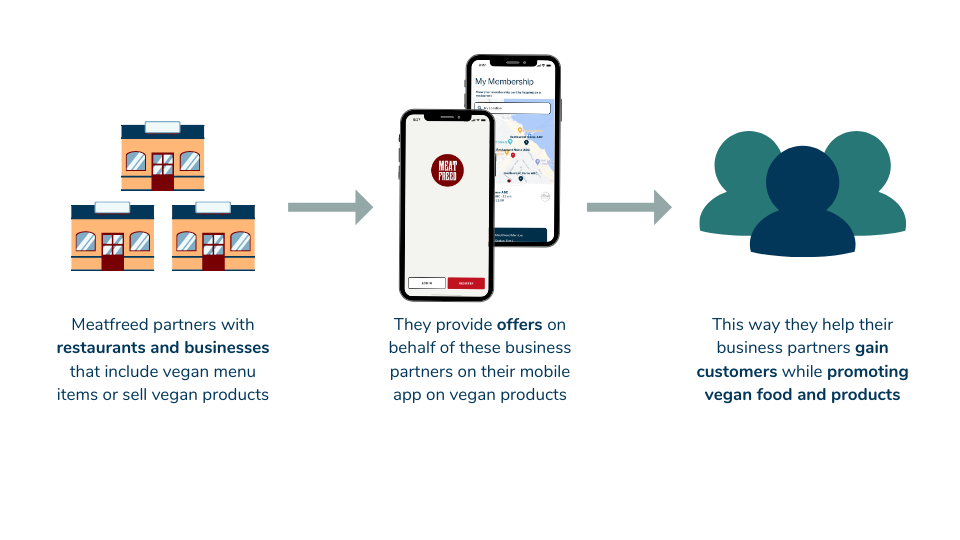 My Membership
MEAT
FREED
LOG IN
REGISTER
Meatfreed partners with
restaurants and businesses
that include vegan menu
items or sell vegan products
They provide offers on
behalf of these business
partners on their mobile
app on vegan products
This way they help their
business partners gain
customers while promoting
vegan food and products